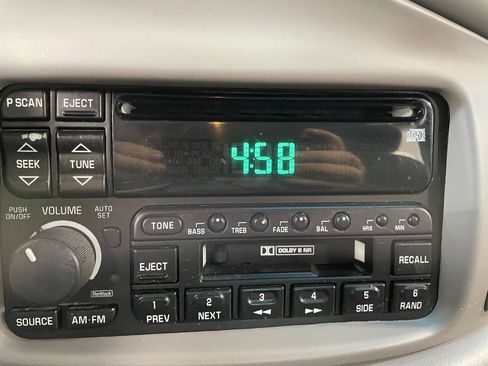 P SCAN EJECT
4:58
SEEK TUNE
PUSH ON/OFF VOLUME AUTO SET
TONE BASS TREB FADE BAL HRS MIN
EJECT DOLBY B NR RECALL
Theftlock
1 2 3 4 5 6
PREV NEXT SIDE RAND
SOURCE AM·FM